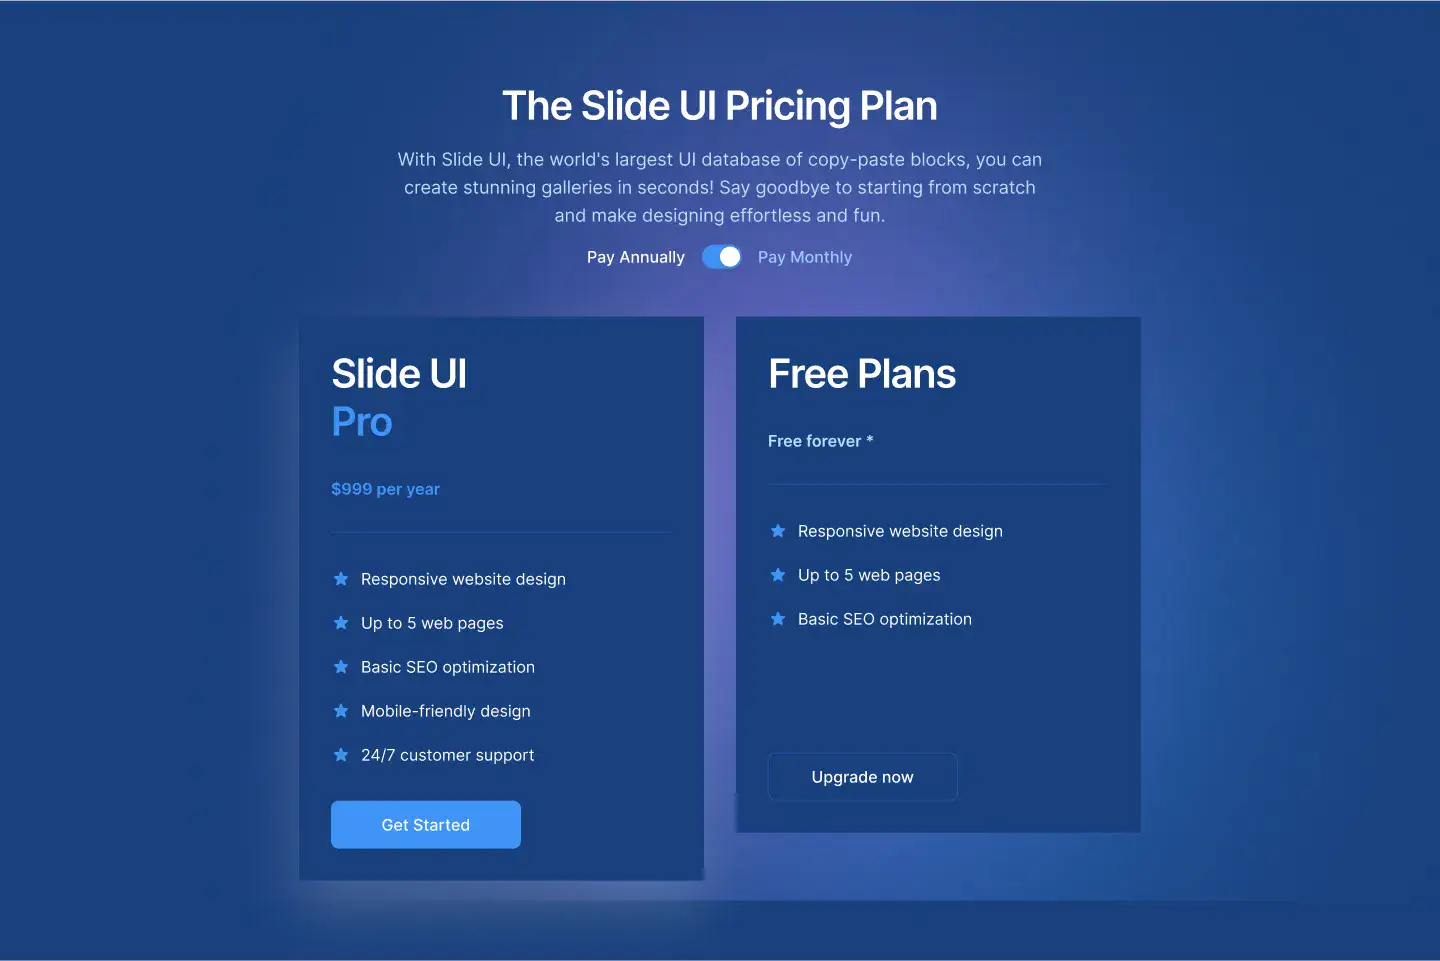 The Slide UI Pricing Plan
With Slide UI, the world's largest UI database of copy-paste blocks, you can
create stunning galleries in seconds! Say goodbye to starting from scratch
and make designing effortless and fun.
Pay Annually Pay Monthly
Slide UI
Pro
$999 per year
Responsive website design
Up to 5 web pages
Basic SEO optimization
Mobile-friendly design
24/7 customer support
Get Started
Free Plans
Free forever *
Responsive website design
Up to 5 web pages
Basic SEO optimization
Upgrade now